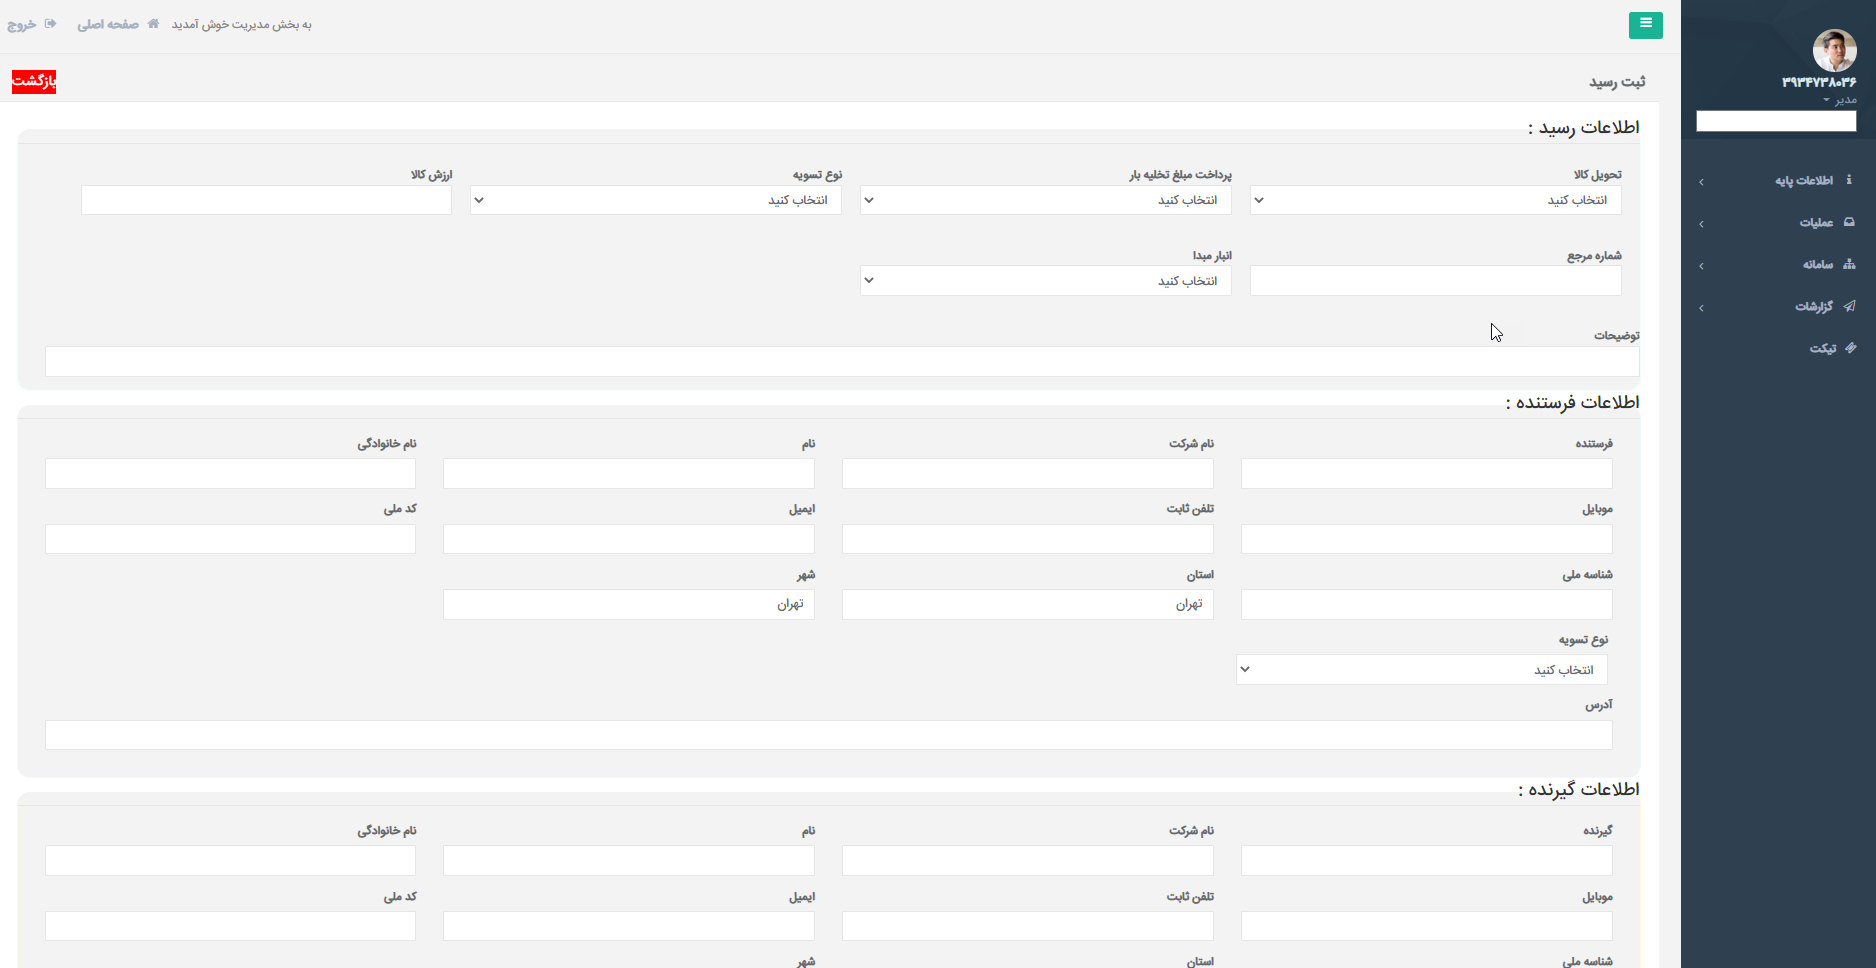 ۳۹۳۴۷۳۸۰۳۶
مدیر
اطلاعات پایه
عملیات
سامانه
گزارشات
تیکت
به بخش مدیریت خوش آمدید
صفحه اصلی
خروج
ثبت رسید
بازگشت
اطلاعات رسید :
تحویل کالا
پرداخت مبلغ تخلیه بار
نوع تسویه
ارزش کالا
انتخاب کنید
انتخاب کنید
انتخاب کنید
شماره مرجع
انبار مبدا
انتخاب کنید
توضیحات
اطلاعات فرستنده :
فرستنده
نام شرکت
نام
نام خانوادگی
موبایل
تلفن ثابت
ایمیل
کد ملی
شناسه ملی
استان
شهر
تهران
تهران
نوع تسویه
انتخاب کنید
آدرس
اطلاعات گیرنده :
گیرنده
نام شرکت
نام
نام خانوادگی
موبایل
تلفن ثابت
ایمیل
کد ملی
شناسه ملی
استان
شهر